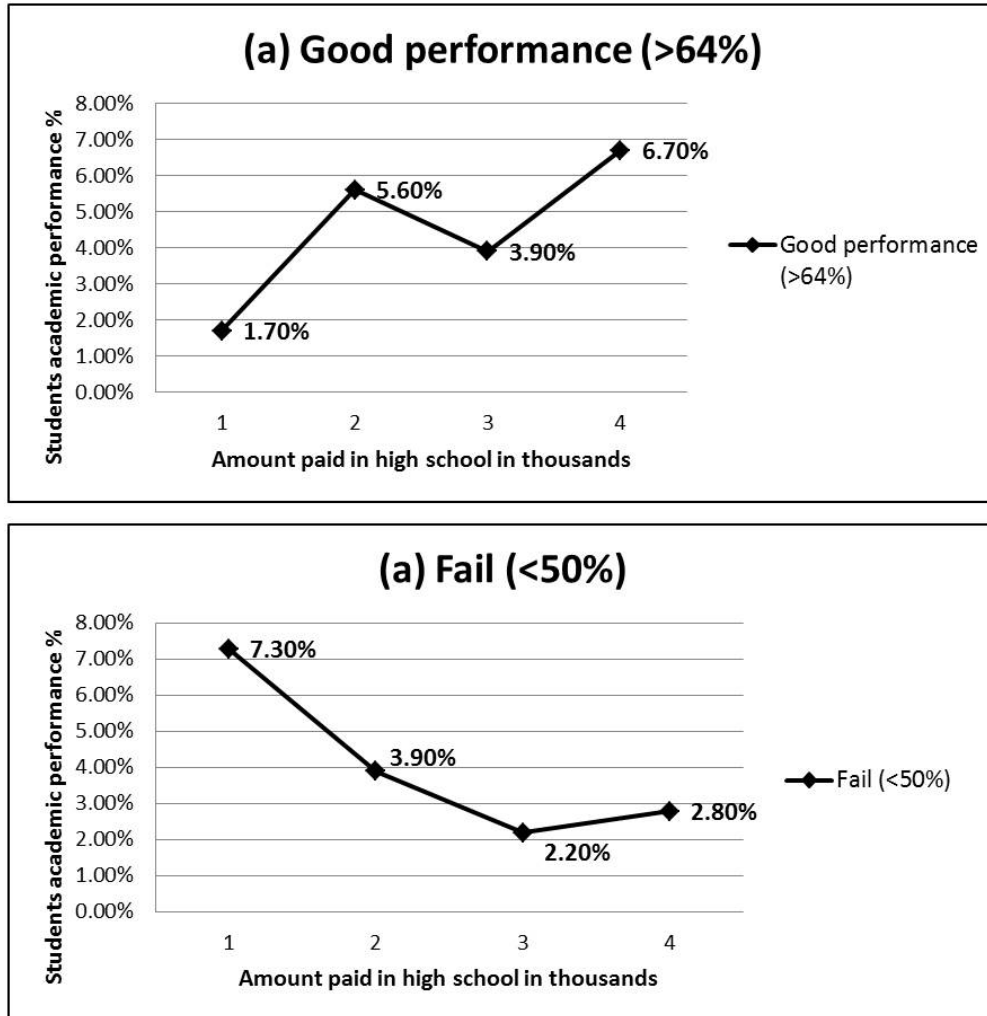 (a) Good performance (>64%)
Students academic performance %
8.00%
7.00%
6.00%
5.00%
4.00%
3.00%
2.00%
1.00%
0.00%
1.70%
5.60%
3.90%
6.70%
1 2 3 4
Amount paid in high school in thousands
Good performance
(>64%)
(a) Fail (<50%)
Students academic performance %
8.00%
7.00%
6.00%
5.00%
4.00%
3.00%
2.00%
1.00%
0.00%
7.30%
3.90%
2.20%
2.80%
1 2 3 4
Amount paid in high school in thousands
Fail (<50%)